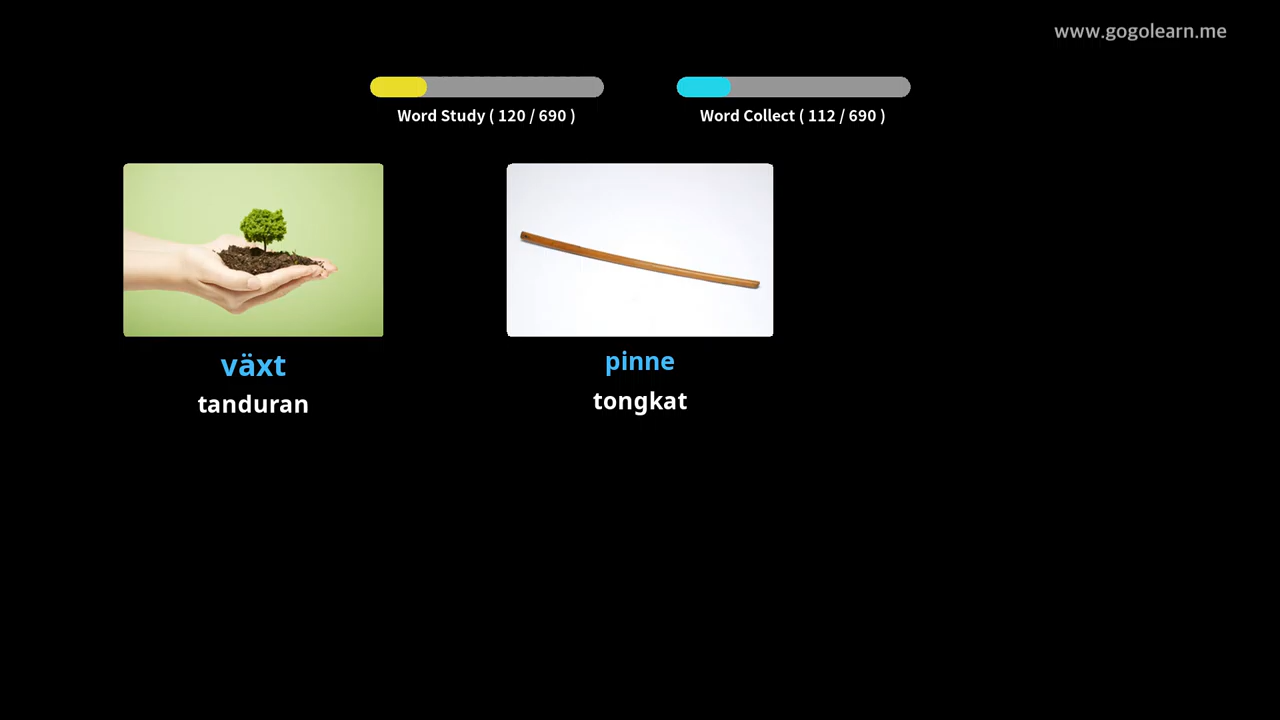 www.gogolearn.me
Word Study ( 120 / 690 )
Word Collect ( 112 / 690 )
växt
tanduran
pinne
tongkat